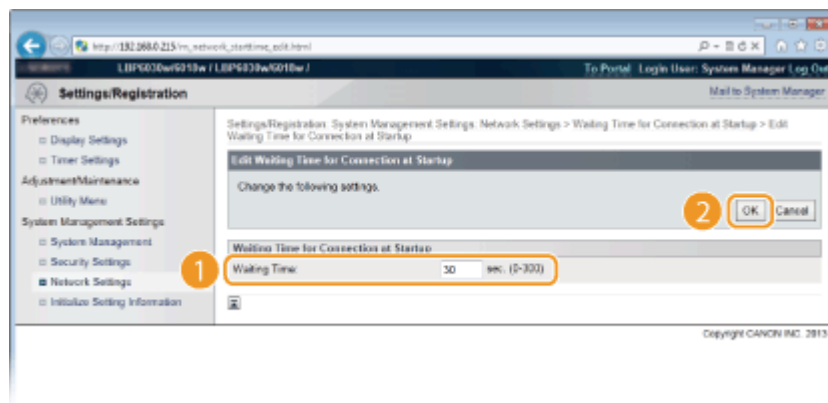 http://192.168.0.215/m_network_starttime_edit.html
LBP6030w/6018w / LBP6030w/6018w /
To Portal Login User: System Manager Log Out
Settings/Registration
Mail to System Manager
Preferences
Display Settings
Timer Settings
Adjustment/Maintenance
Utility Menu
System Management Settings
System Management
Security Settings
Network Settings
Initialize Setting Information
Settings/Registration: System Management Settings: Network Settings > Waiting Time for Connection at Startup > Edit
Waiting Time for Connection at Startup
Edit Waiting Time for Connection at Startup
Change the following settings.
2
OK Cancel
Waiting Time for Connection at Startup
1
Waiting Time: 30 sec. (0-300)
Copyright CANON INC. 2013